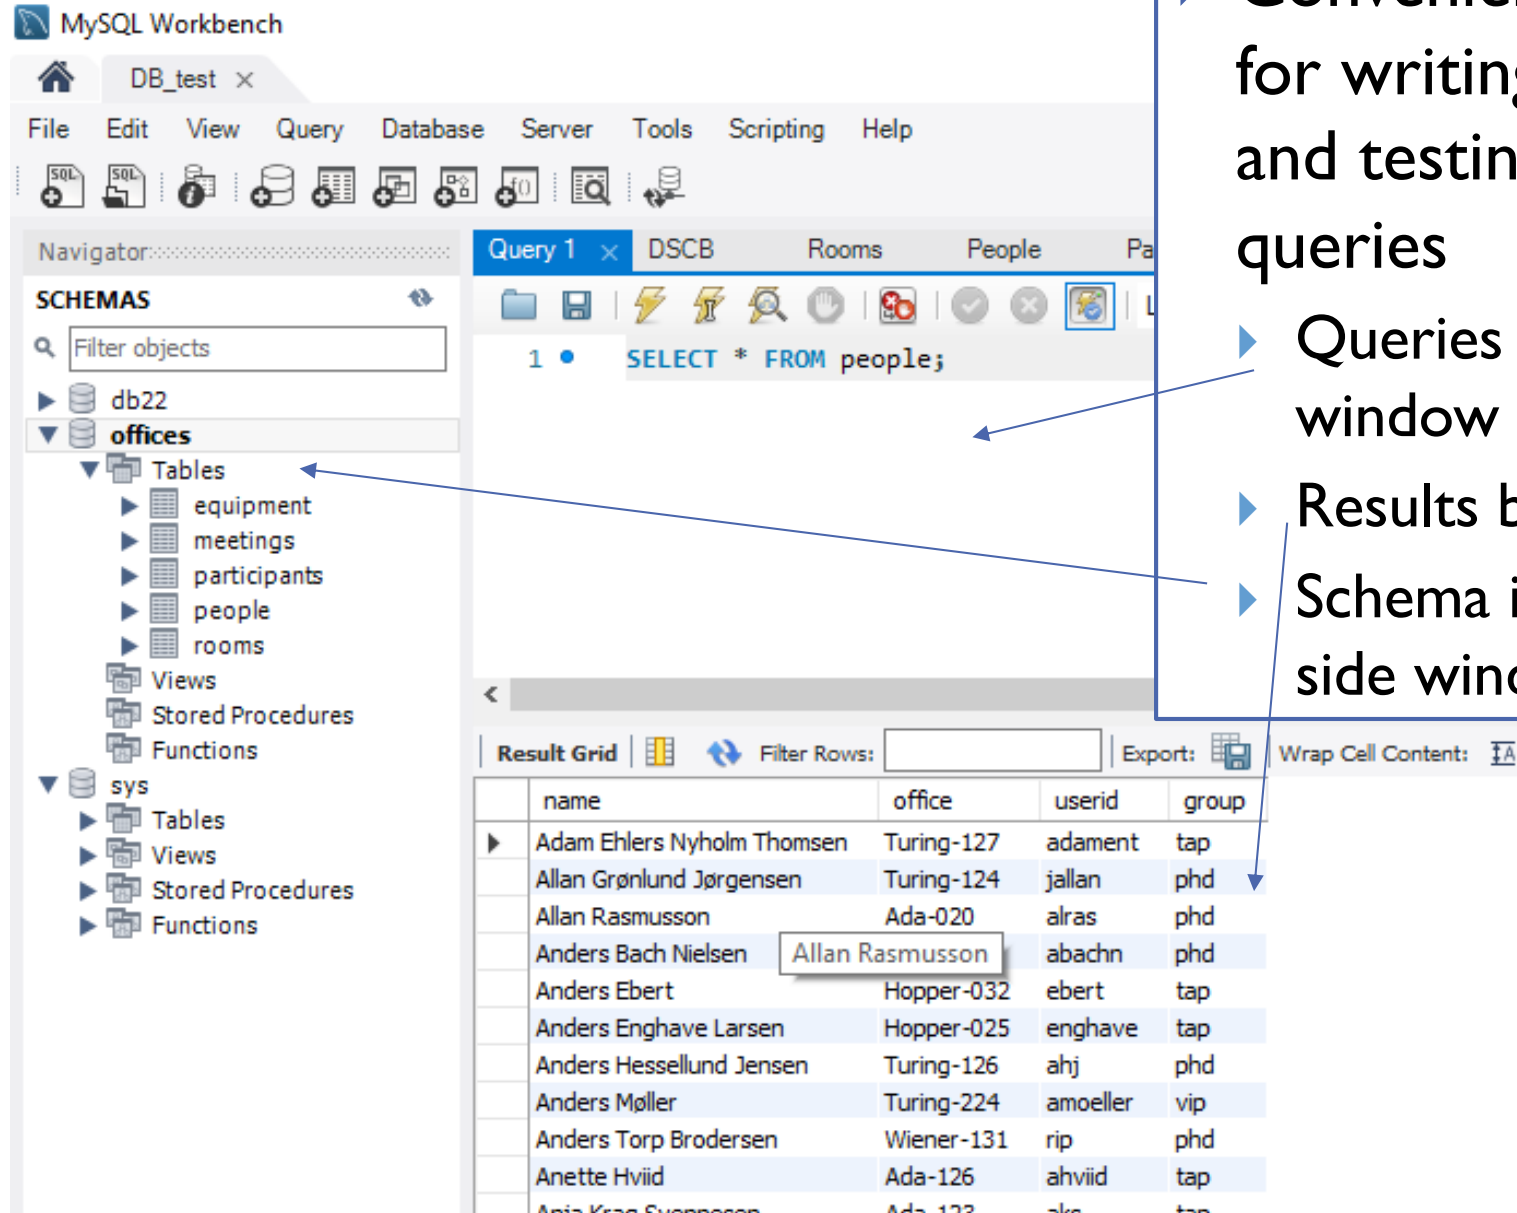 MySQL Workbench
DB_test ×
File Edit View Query Database Server Tools Scripting Help
Navigator
SCHEMAS
Filter objects
db22
offices
Tables
equipment
meetings
participants
people
rooms
Views
Stored Procedures
Functions
sys
Tables
Views
Stored Procedures
Functions
Query 1 × DSCB Rooms People Pa
1 SELECT * FROM people;
for writing
and testin
queries
Queries
window
Results b
Schema i
side wind
Result Grid Filter Rows: Export: Wrap Cell Content:
name office userid group
Adam Ehlers Nyholm Thomsen Turing-127 adament tap
Allan Grønlund Jørgensen Turing-124 jallan phd
Allan Rasmusson Ada-020 alras phd
Anders Bach Nielsen abachn phd
Allan Rasmusson
Anders Ebert Hopper-032 ebert tap
Anders Enghave Larsen Hopper-025 enghave tap
Anders Hessellund Jensen Turing-126 ahj phd
Anders Møller Turing-224 amoeller vip
Anders Torp Brodersen Wiener-131 rip phd
Anette Hviid Ada-126 ahviid tap